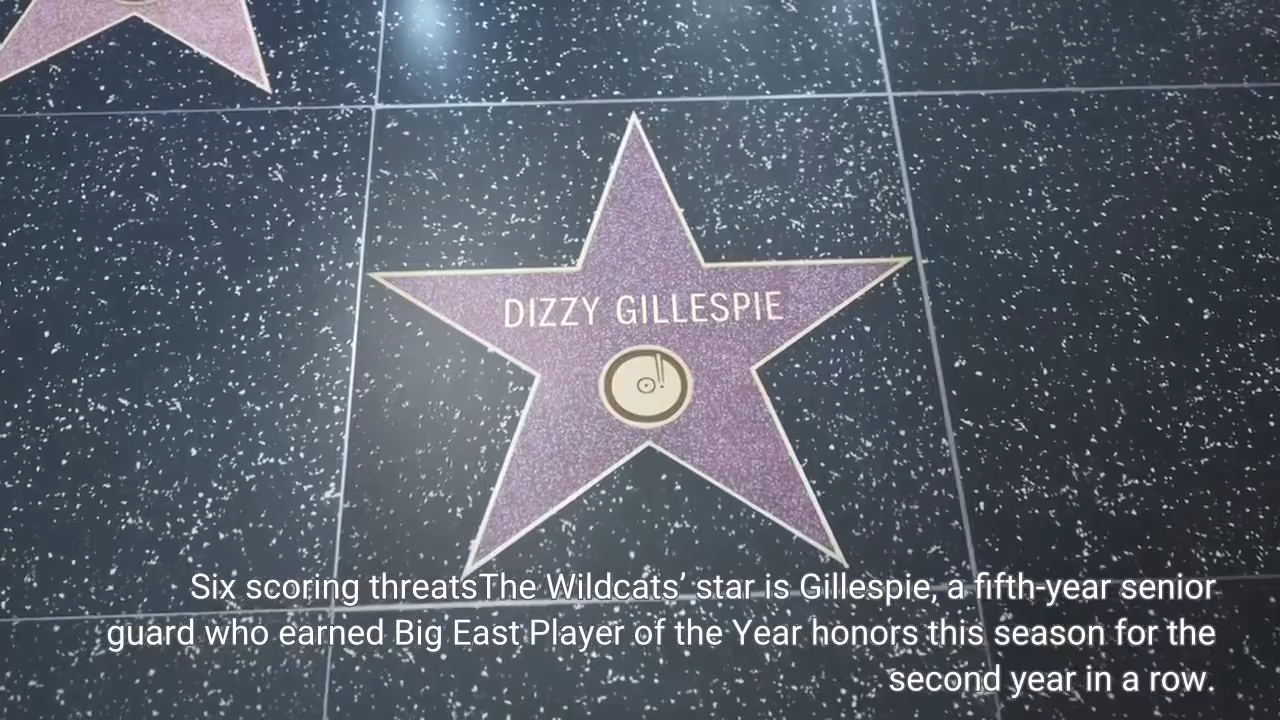 DIZZY GILLESPIE
Six scoring threatsThe Wildcats’ star is Gillespie, a fifth-year senior
guard who earned Big East Player of the Year honors this season for the
second year in a row.